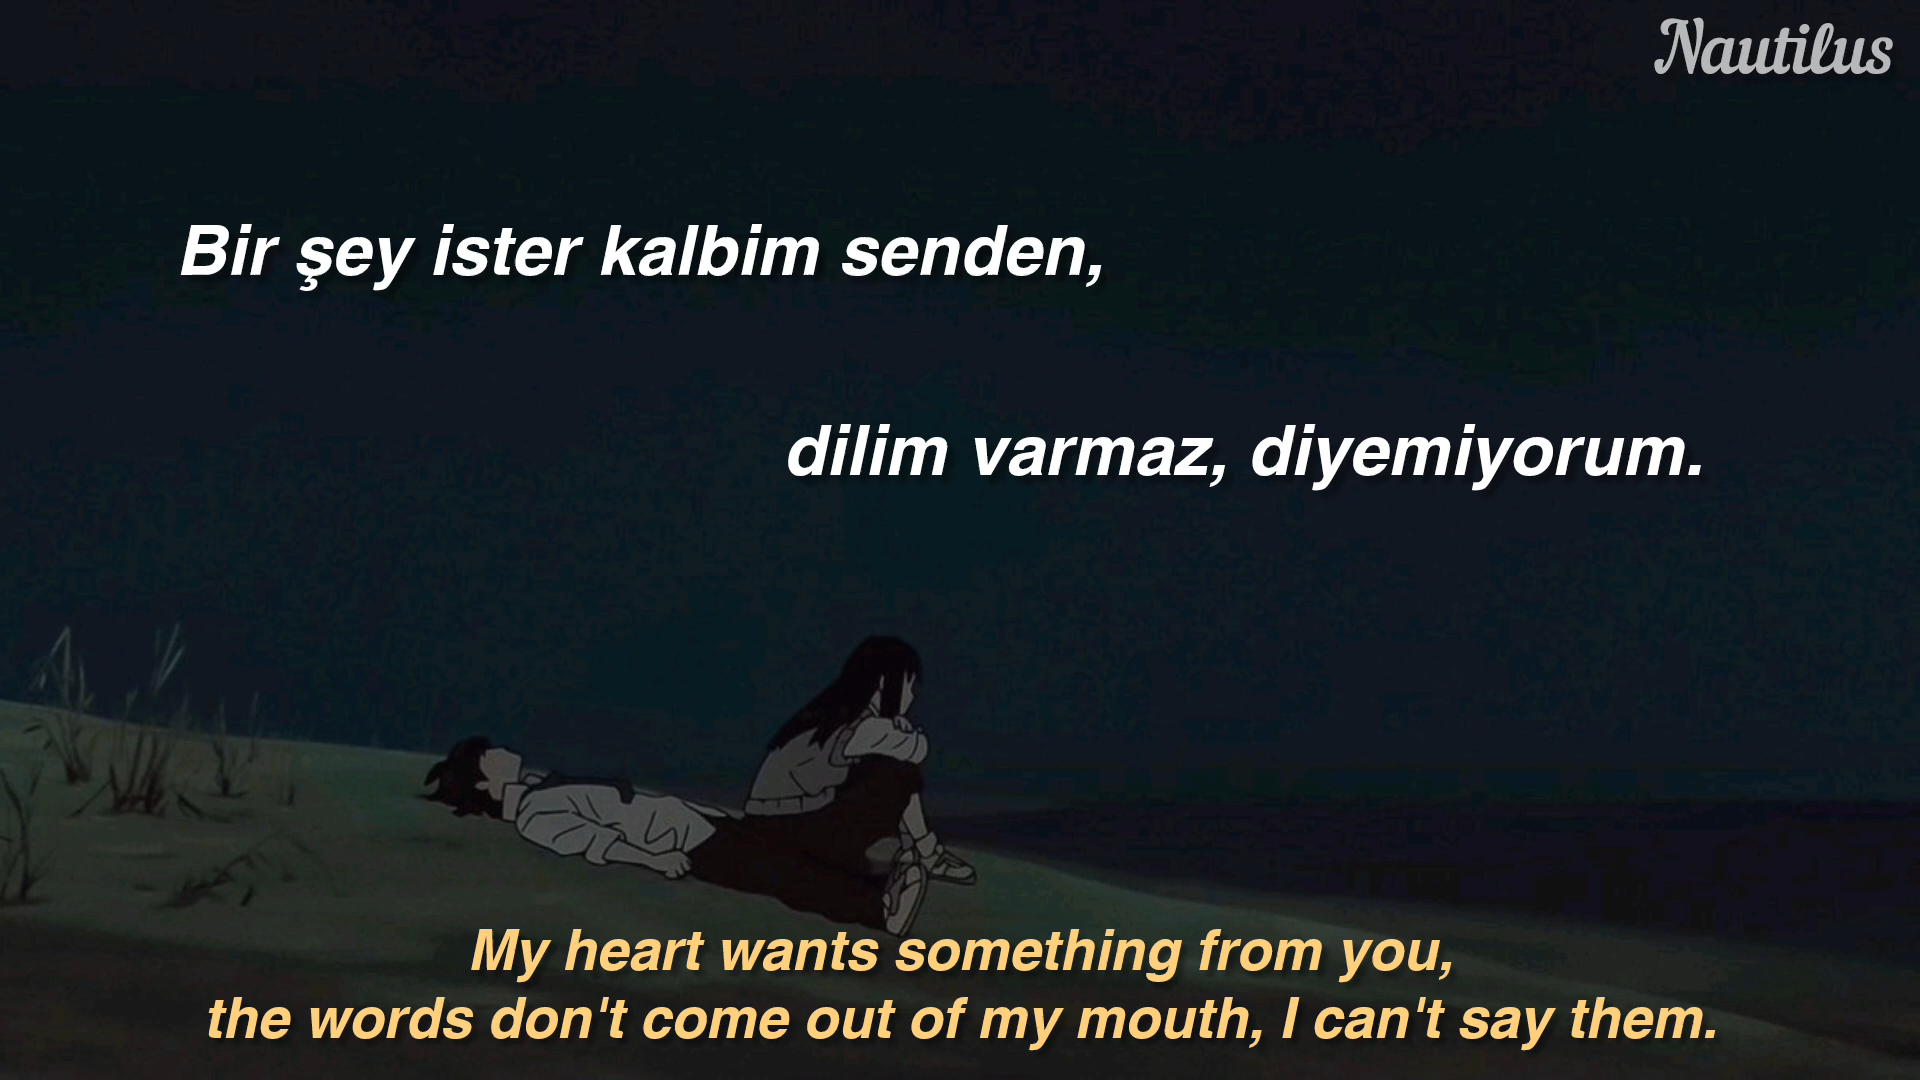 Nautilus
Bir şey ister kalbim senden,
dilim varmaz, diyemiyorum.
My heart wants something from you,
the words don't come out of my mouth, I can't say them.